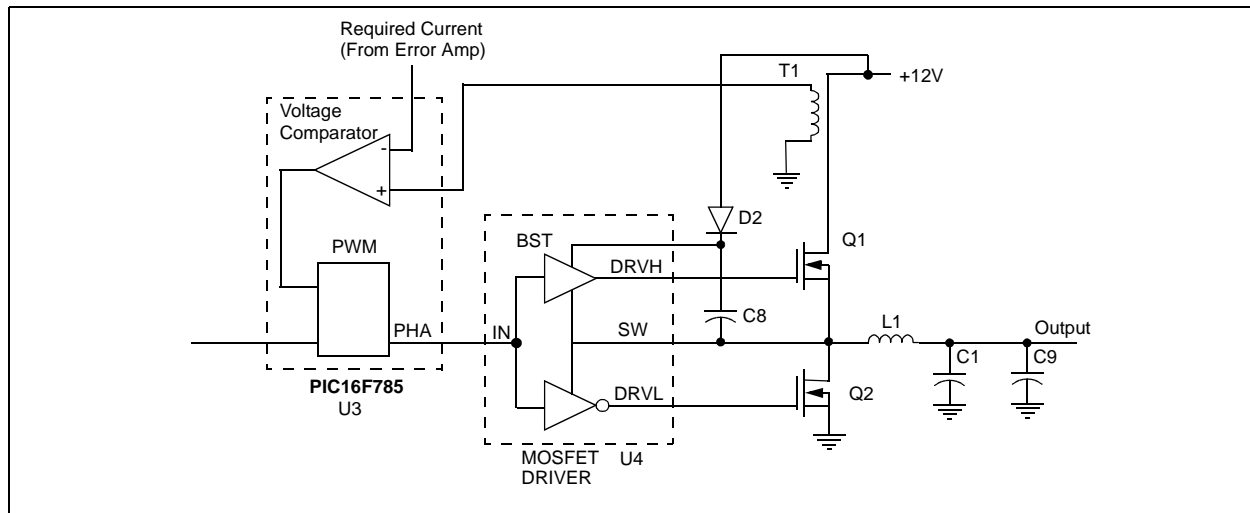 Required Current
(From Error Amp)
T1
+12V
Voltage
Comparator
-
+
D2
BST
Q1
PWM
DRVH
C8
L1
Output
PHA
IN
SW
C1
C9
PIC16F785
U3
DRVL
Q2
MOSFET
DRIVER
U4